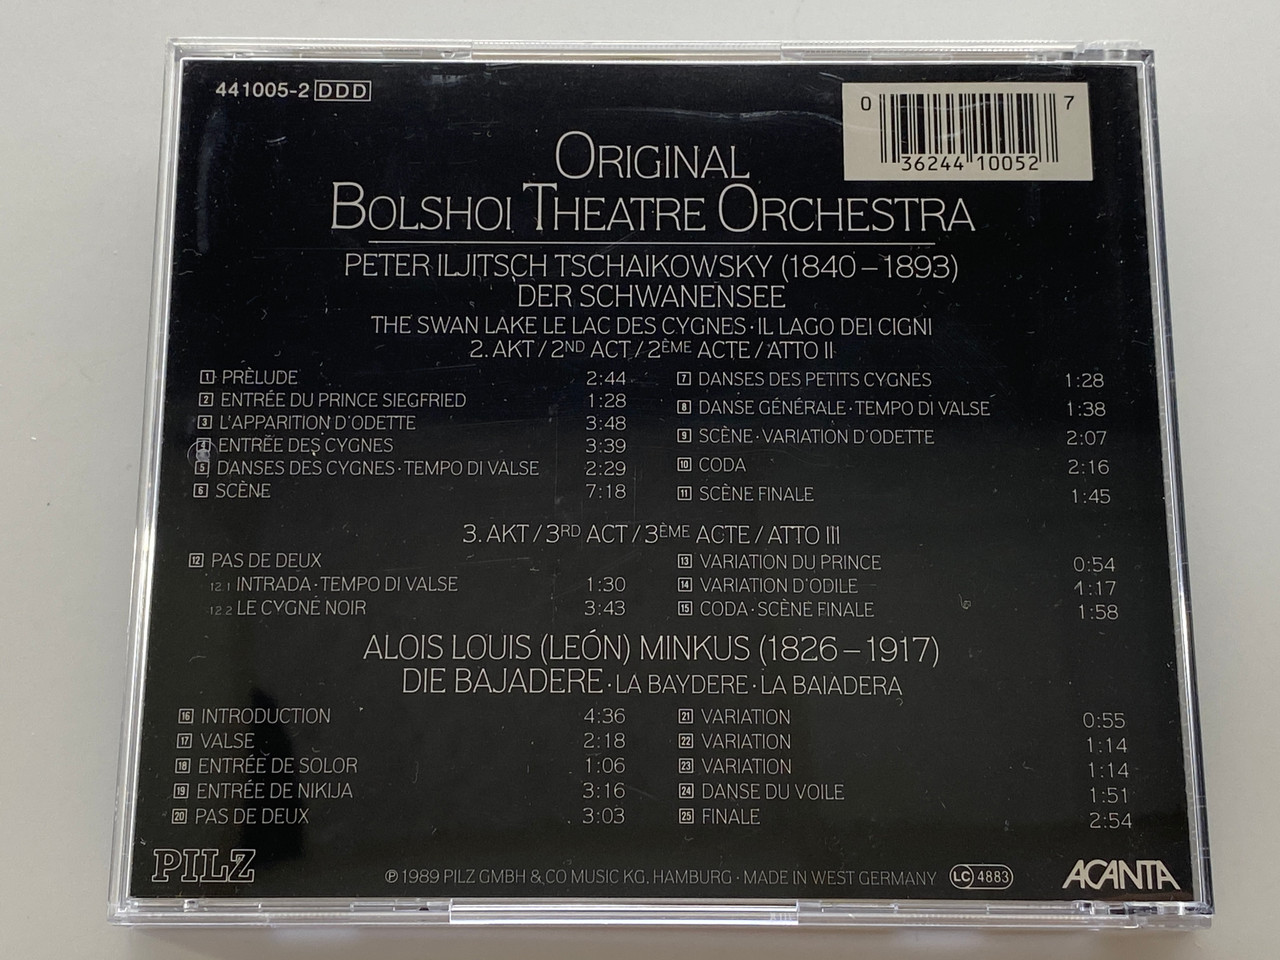 441005-2 DDD
0 36244 10052 7
ORIGINAL
BOLSHOI THEATRE ORCHESTRA
PETER ILJITSCH TSCHAIKOWSKY (1840–1893)
DER SCHWANENSEE
THE SWAN LAKE LE LAC DES CYGNES · IL LAGO DEI CIGNI
2. AKT / 2ND ACT / 2ÈME ACTE / ATTO II
1 PRÈLUDE 2:44
2 ENTRÉE DU PRINCE SIEGFRIED 1:28
3 L'APPARITION D'ODETTE 3:48
4 ENTRÉE DES CYGNES 3:39
5 DANSES DES CYGNES · TEMPO DI VALSE 2:29
6 SCÈNE 7:18
7 DANSES DES PETITS CYGNES 1:28
8 DANSE GÉNÉRALE · TEMPO DI VALSE 1:38
9 SCÈNE · VARIATION D'ODETTE 2:07
10 CODA 2:16
11 SCÈNE FINALE 1:45
3. AKT / 3RD ACT / 3ÈME ACTE / ATTO III
12 PAS DE DEUX
12.1 INTRADA · TEMPO DI VALSE 1:30
12.2 LE CYGNE NOIR 3:43
13 VARIATION DU PRINCE 0:54
14 VARIATION D'ODILE 1:17
15 CODA · SCÈNE FINALE 1:58
ALOIS LOUIS (LEÓN) MINKUS (1826–1917)
DIE BAJADERE · LA BAYDERE · LA BAIADERA
16 INTRODUCTION 4:36
17 VALSE 2:18
18 ENTRÉE DE SOLOR 1:06
19 ENTRÉE DE NIKIJA 3:16
20 PAS DE DEUX 3:03
21 VARIATION 0:55
22 VARIATION 1:14
23 VARIATION 1:14
24 DANSE DU VOILE 1:51
25 FINALE 2:54
PILZ
℗ 1989 PILZ GMBH & CO MUSIC KG, HAMBURG · MADE IN WEST GERMANY
LC 4883
ACANTA